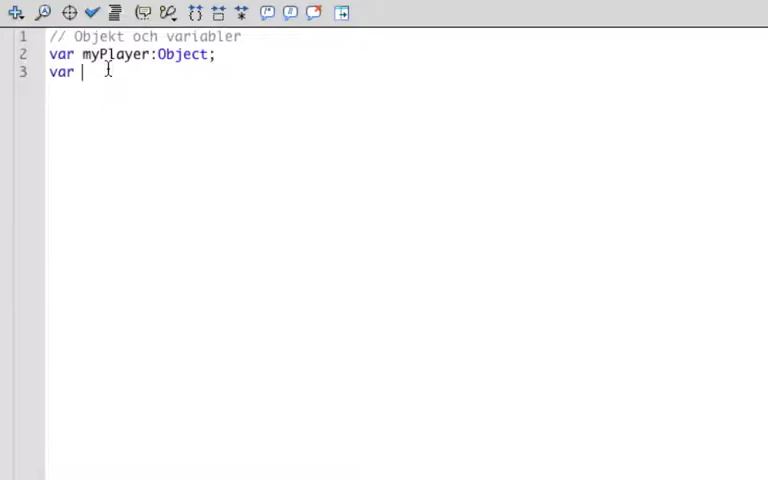 1 // Objekt och variabler
2 var myPlayer:Object;
3 var